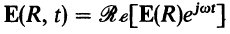 𝐄(R, t) = ℛℯ[𝐄(R)e^{jωt}]